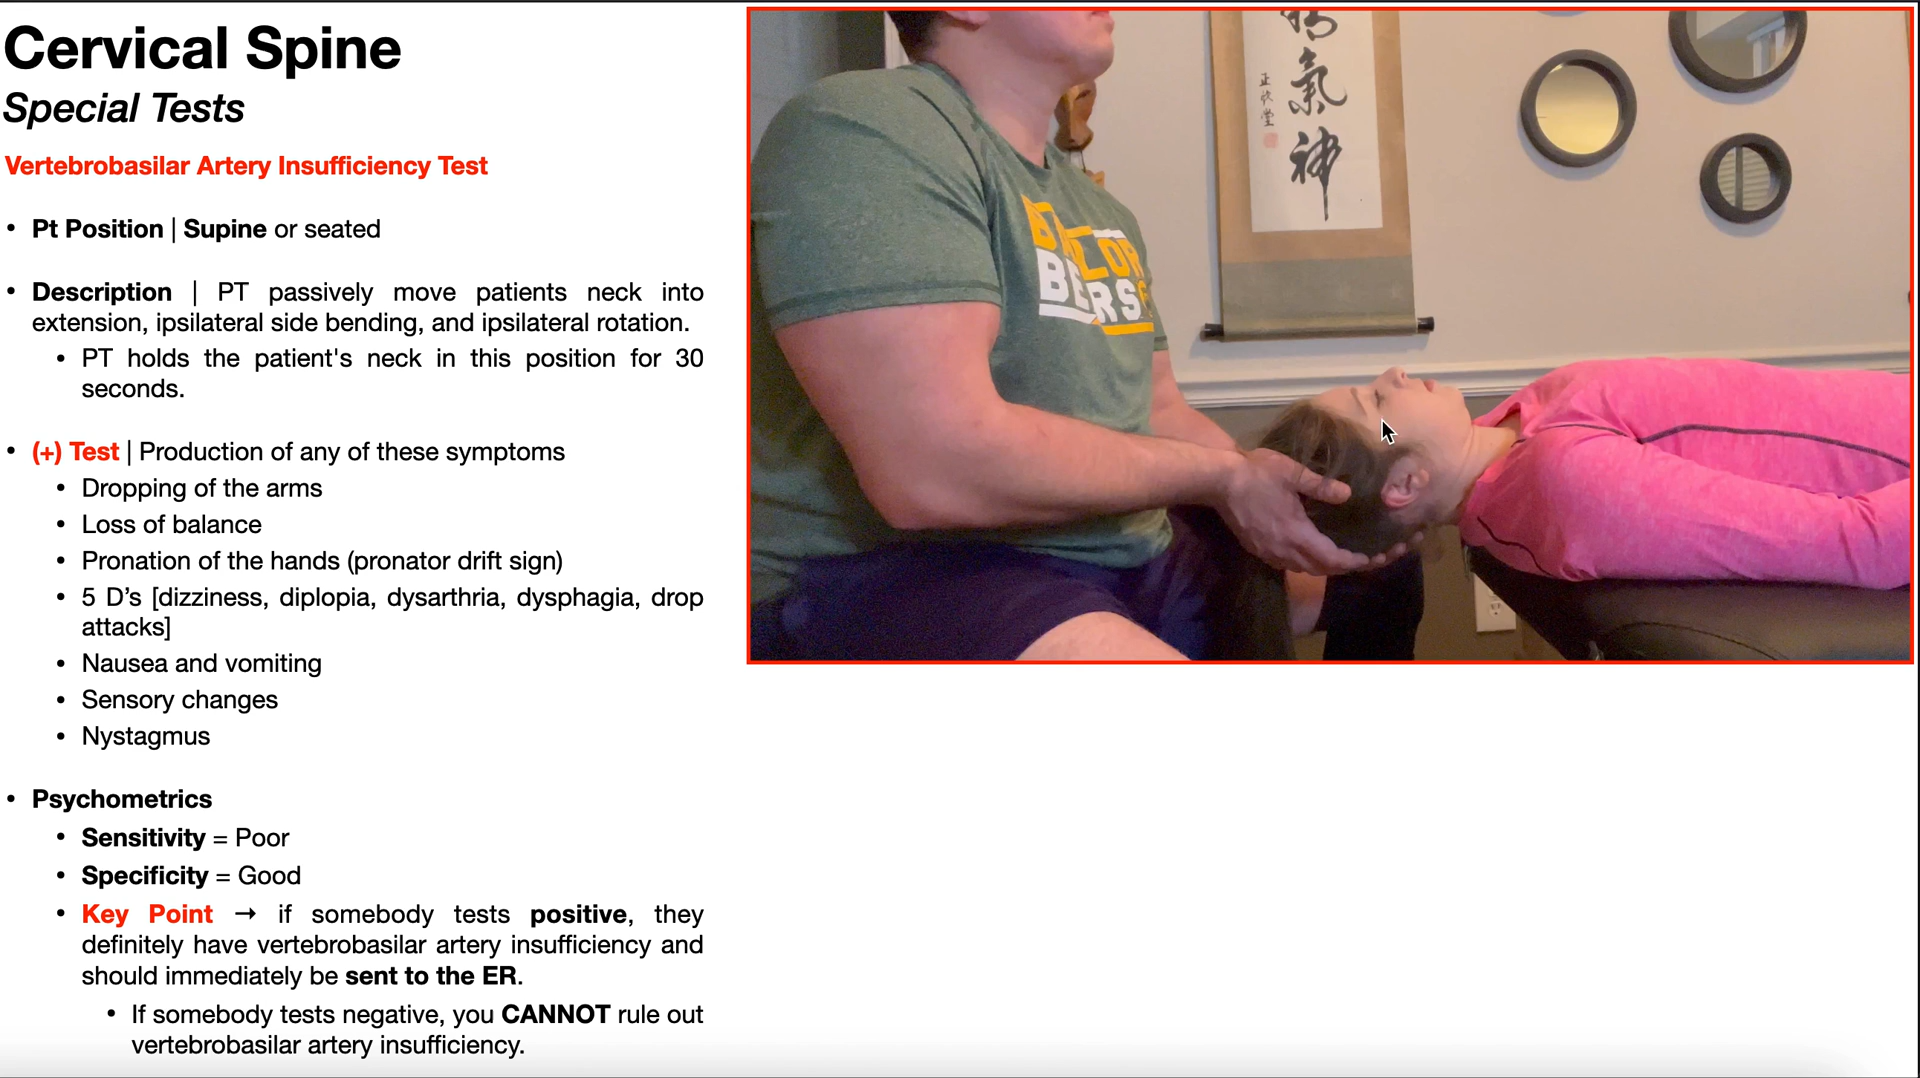 Cervical Spine
Special Tests
Vertebrobasilar Artery Insufficiency Test
• Pt Position | Supine or seated
• Description | PT passively move patients neck into
extension, ipsilateral side bending, and ipsilateral rotation.
• PT holds the patient's neck in this position for 30
seconds.
• (+) Test | Production of any of these symptoms
• Dropping of the arms
• Loss of balance
• Pronation of the hands (pronator drift sign)
• 5 D’s [dizziness, diplopia, dysarthria, dysphagia, drop
attacks]
• Nausea and vomiting
• Sensory changes
• Nystagmus
• Psychometrics
• Sensitivity = Poor
• Specificity = Good
• Key Point → if somebody tests positive, they
definitely have vertebrobasilar artery insufficiency and
should immediately be sent to the ER.
• If somebody tests negative, you CANNOT rule out
vertebrobasilar artery insufficiency.
氣
神